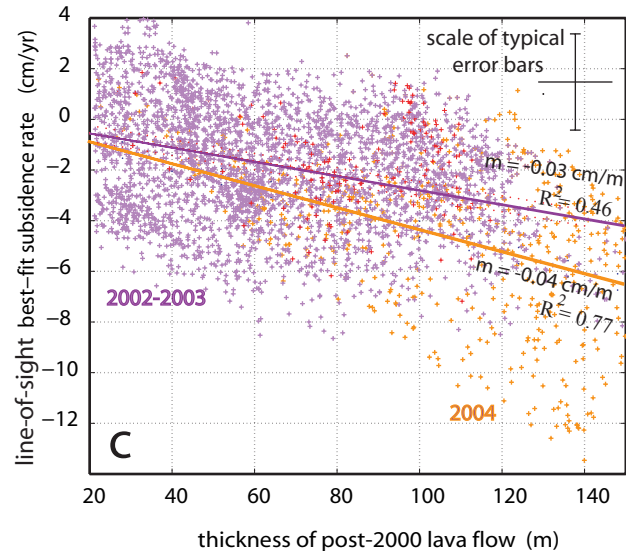 line-of-sight best-fit subsidence rate (cm/yr)
4
2
0
−2
−4
−6
−8
−10
−12
scale of typical
error bars
m = -0.03 cm/m
R² = 0.46
m = -0.04 cm/m
R² = 0.77
2002-2003
2004
C
20 40 60 80 100 120 140
thickness of post-2000 lava flow (m)